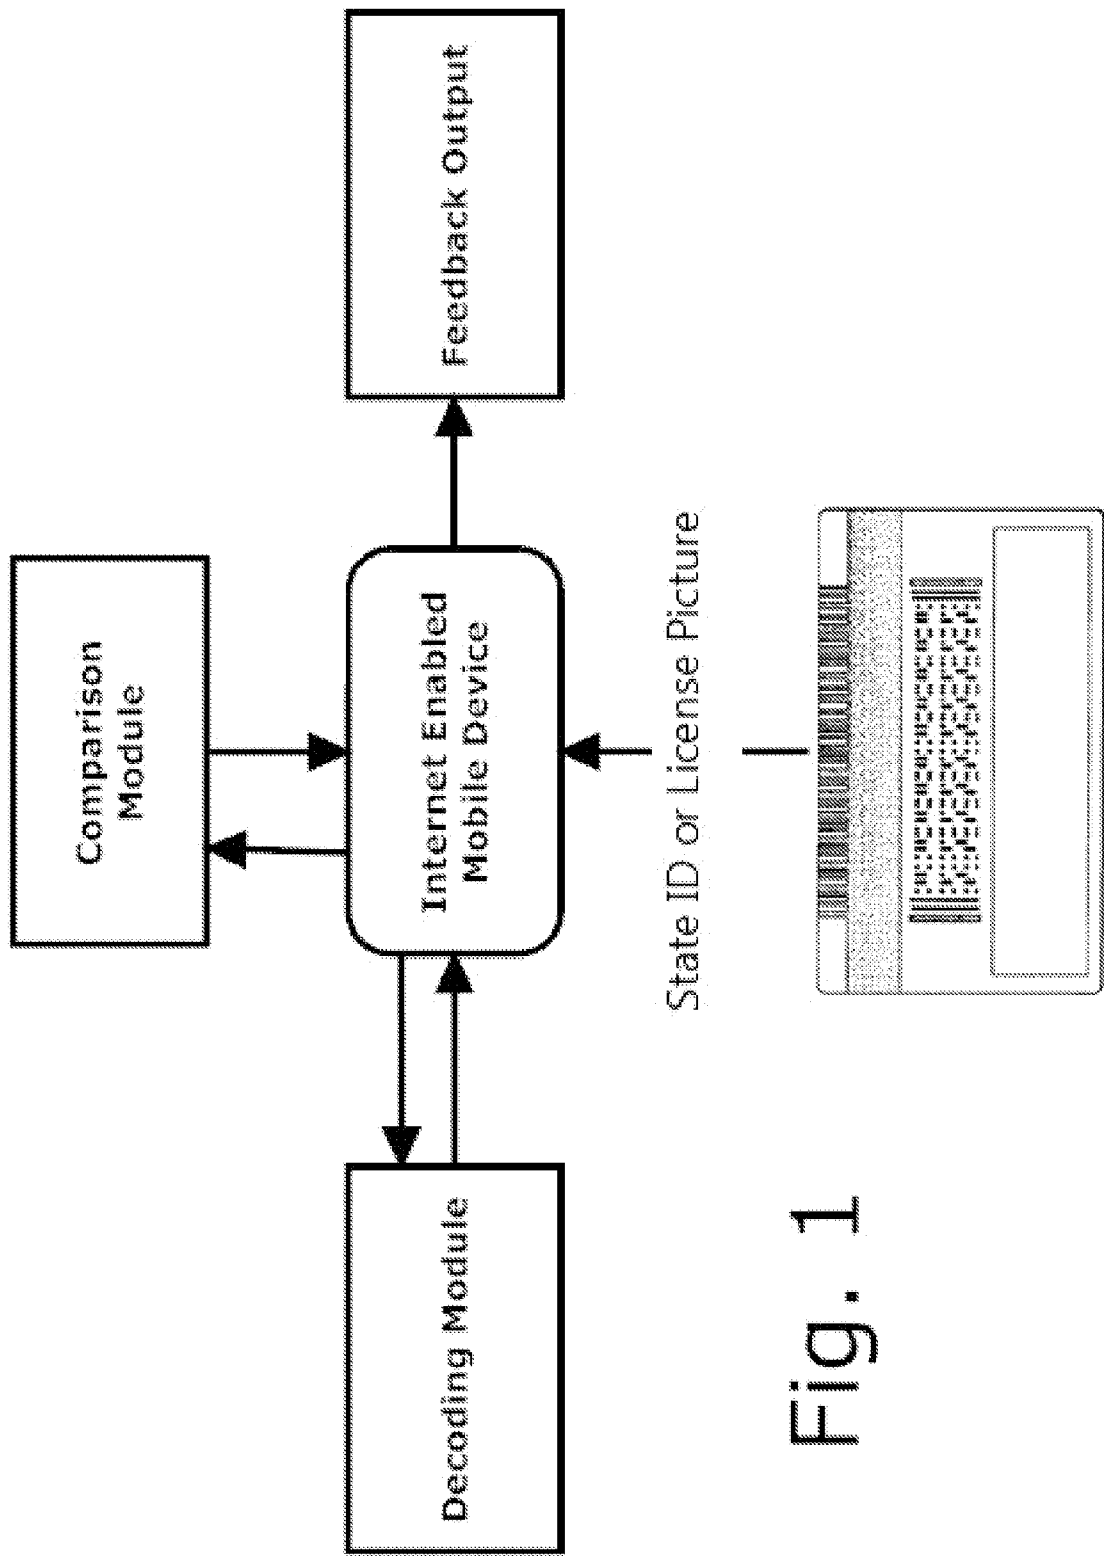 Comparison
Module
Decoding Module
Internet Enabled
Mobile Device
Feedback Output
State ID or License Picture
Fig. 1